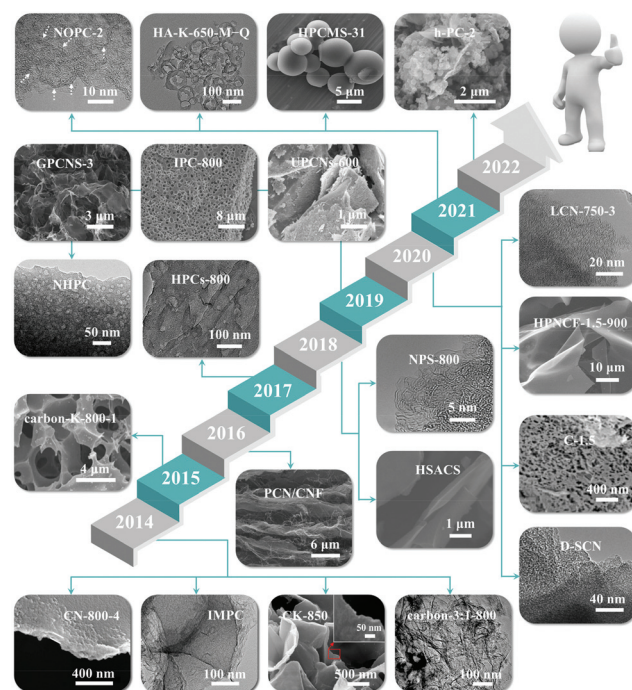 NOPC-2
10 nm
HA-K-650-M-Q
100 nm
HPCMS-31
5 μm
h-PC-2
2 μm
2022
GPCNS-3
3 μm
IPC-800
8 μm
UPCNs-600
1 μm
2021
LCN-750-3
20 nm
2020
NHPC
50 nm
HPCs-800
100 nm
2019
HPNCF-1.5-900
10 μm
2018
NPS-800
5 nm
2017
carbon-K-800-1
4 μm
2016
C-1.5
400 nm
2015
PCN/CNF
6 μm
HSACS
1 μm
2014
D-SCN
40 nm
CN-800-4
400 nm
IMPC
100 nm
CK-850
50 nm
500 nm
carbon-3:1-800
100 nm